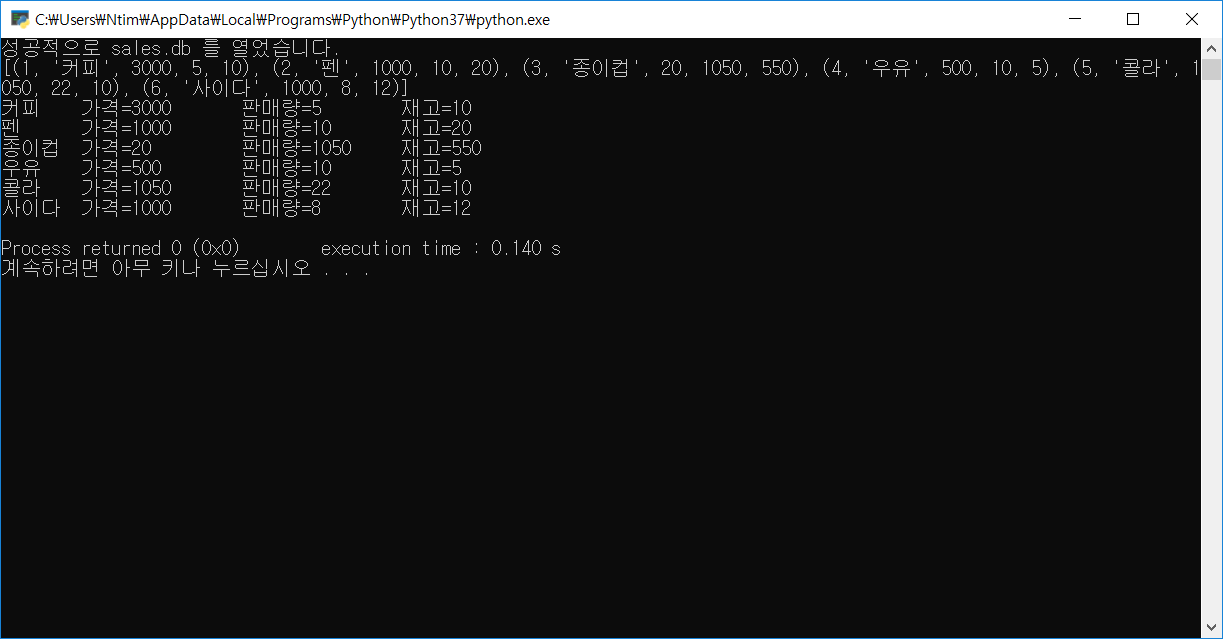 C:₩Users₩Ntim₩AppData₩Local₩Programs₩Python₩Python37₩python.exe
성공적으로 sales.db 를 열었습니다.
[(1, '커피', 3000, 5, 10), (2, '펜', 1000, 10, 20), (3, '종이컵', 20, 1050, 550), (4, '우유', 500, 10, 5), (5, '콜라', 1
050, 22, 10), (6, '사이다', 1000, 8, 12)]
커피 가격=3000 판매량=5 재고=10
펜 가격=1000 판매량=10 재고=20
종이컵 가격=20 판매량=1050 재고=550
우유 가격=500 판매량=10 재고=5
콜라 가격=1050 판매량=22 재고=10
사이다 가격=1000 판매량=8 재고=12
Process returned 0 (0x0) execution time : 0.140 s
계속하려면 아무 키나 누르십시오 . . .